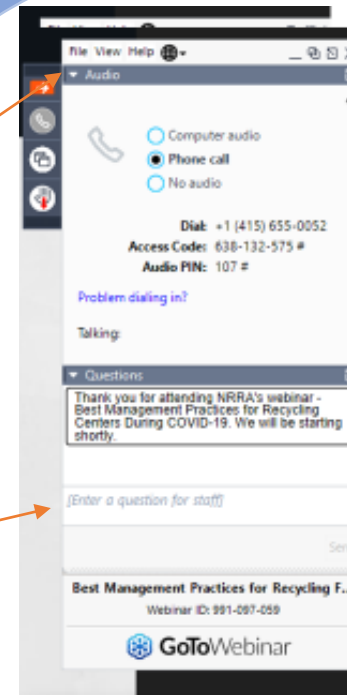 File View Help
Audio
Computer audio
Phone call
No audio
Dial: +1 (415) 655-0052
Access Code: 638-132-575 #
Audio PIN: 107 #
Problem dialing in?
Talking:
Questions
Thank you for attending NRRA's webinar -
Best Management Practices for Recycling
Centers During COVID-19. We will be starting
shortly.
[Enter a question for staff]
Best Management Practices for Recycling F...
Webinar ID: 991-097-059
GoToWebinar